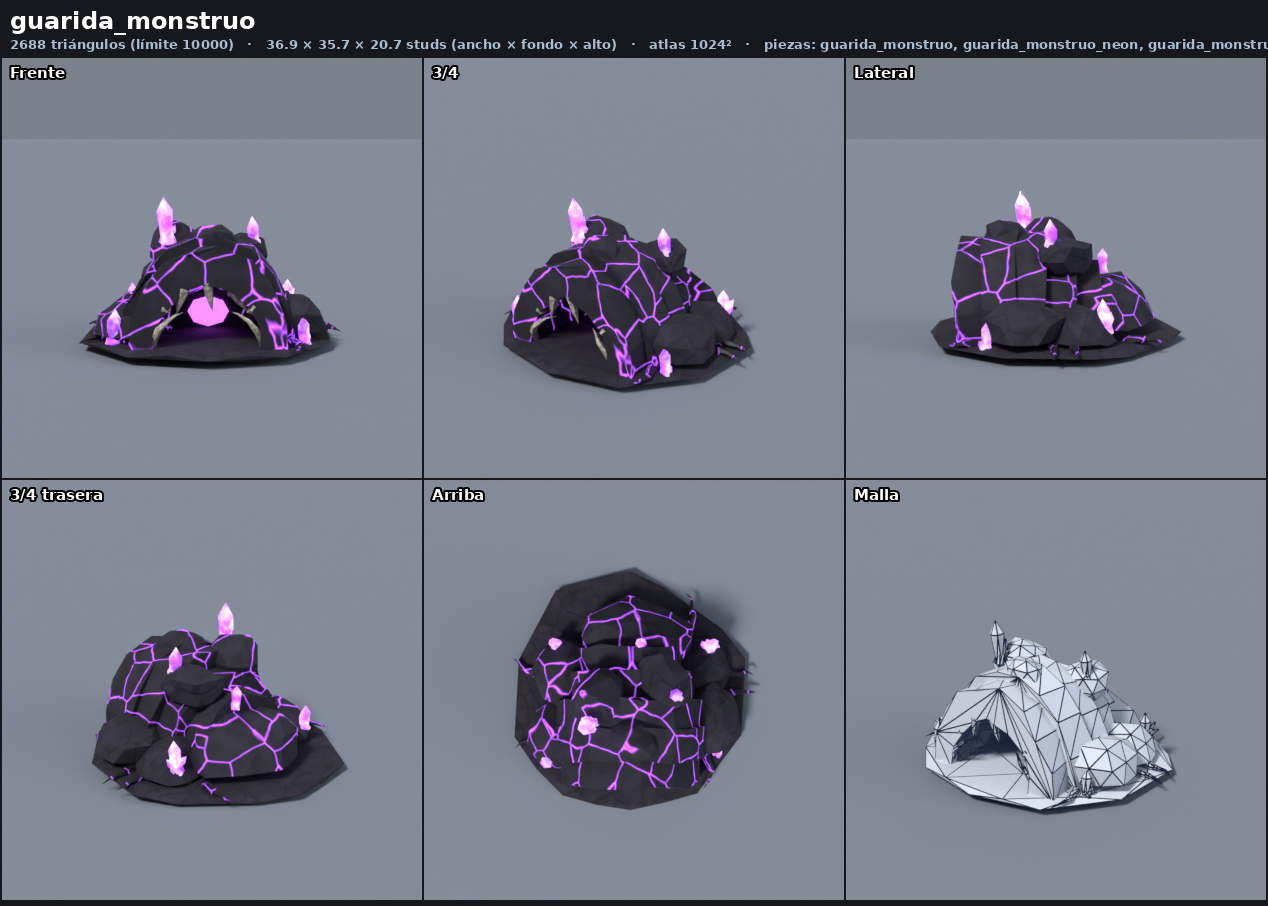 guarida_monstruo
2688 triángulos (límite 10000) · 36.9 × 35.7 × 20.7 studs (ancho × fondo × alto) · atlas 1024² · piezas: guarida_monstruo, guarida_monstruo_neon, guarida_monstru
Frente
3/4
Lateral
3/4 trasera
Arriba
Malla